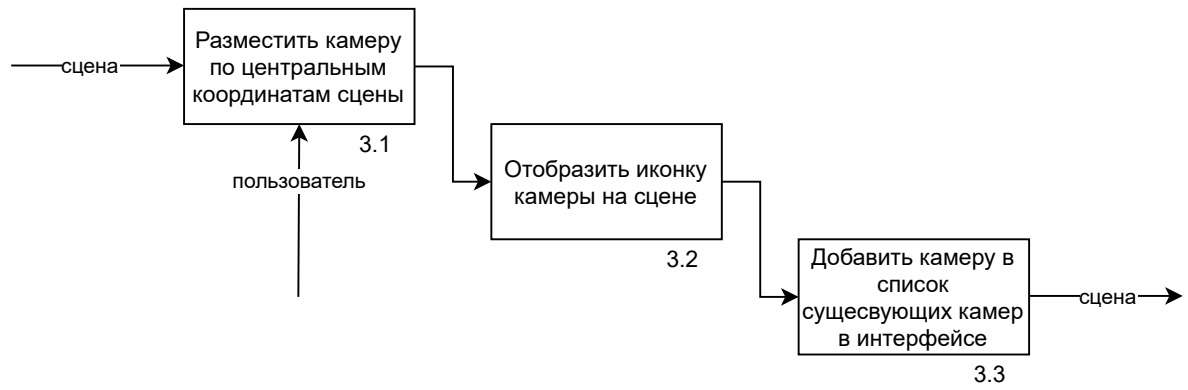 Разместить камеру
по центральным
координатам сцены
сцена
3.1
пользователь
Отобразить иконку
камеры на сцене
3.2
Добавить камеру в
список
сущесвующих камер
в интерфейсе
сцена
3.3